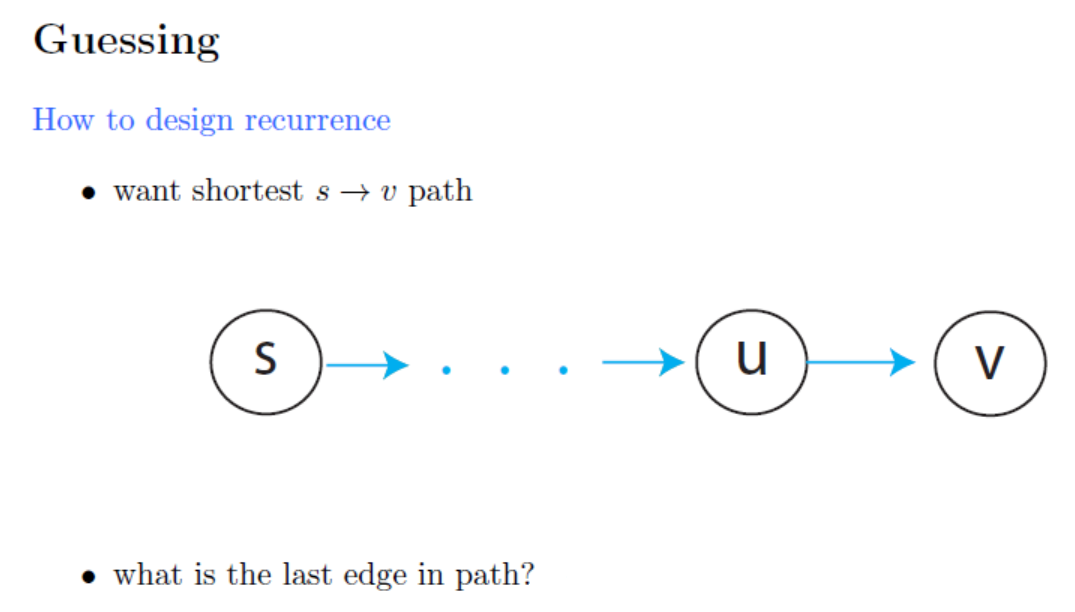 Guessing
How to design recurrence
• want shortest s → v path
s . . . u v
• what is the last edge in path?